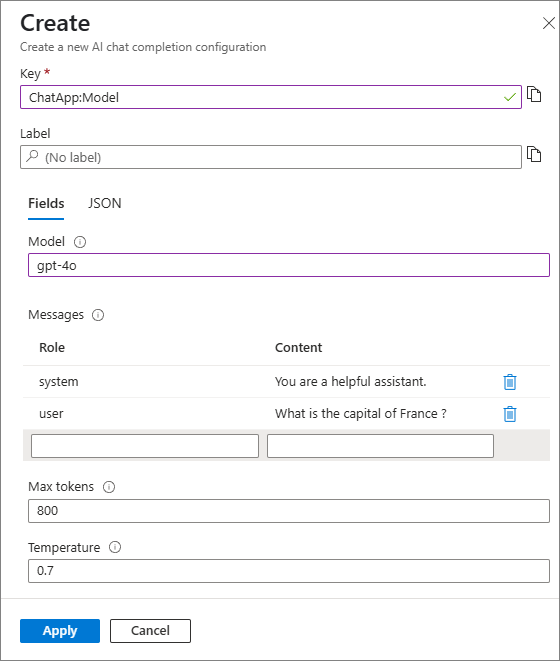 Create
Create a new AI chat completion configuration
Key *
ChatApp:Model
Label
(No label)
Fields JSON
Model
gpt-4o
Messages
Role Content
system You are a helpful assistant.
user What is the capital of France ?
Max tokens
800
Temperature
0.7
Apply Cancel